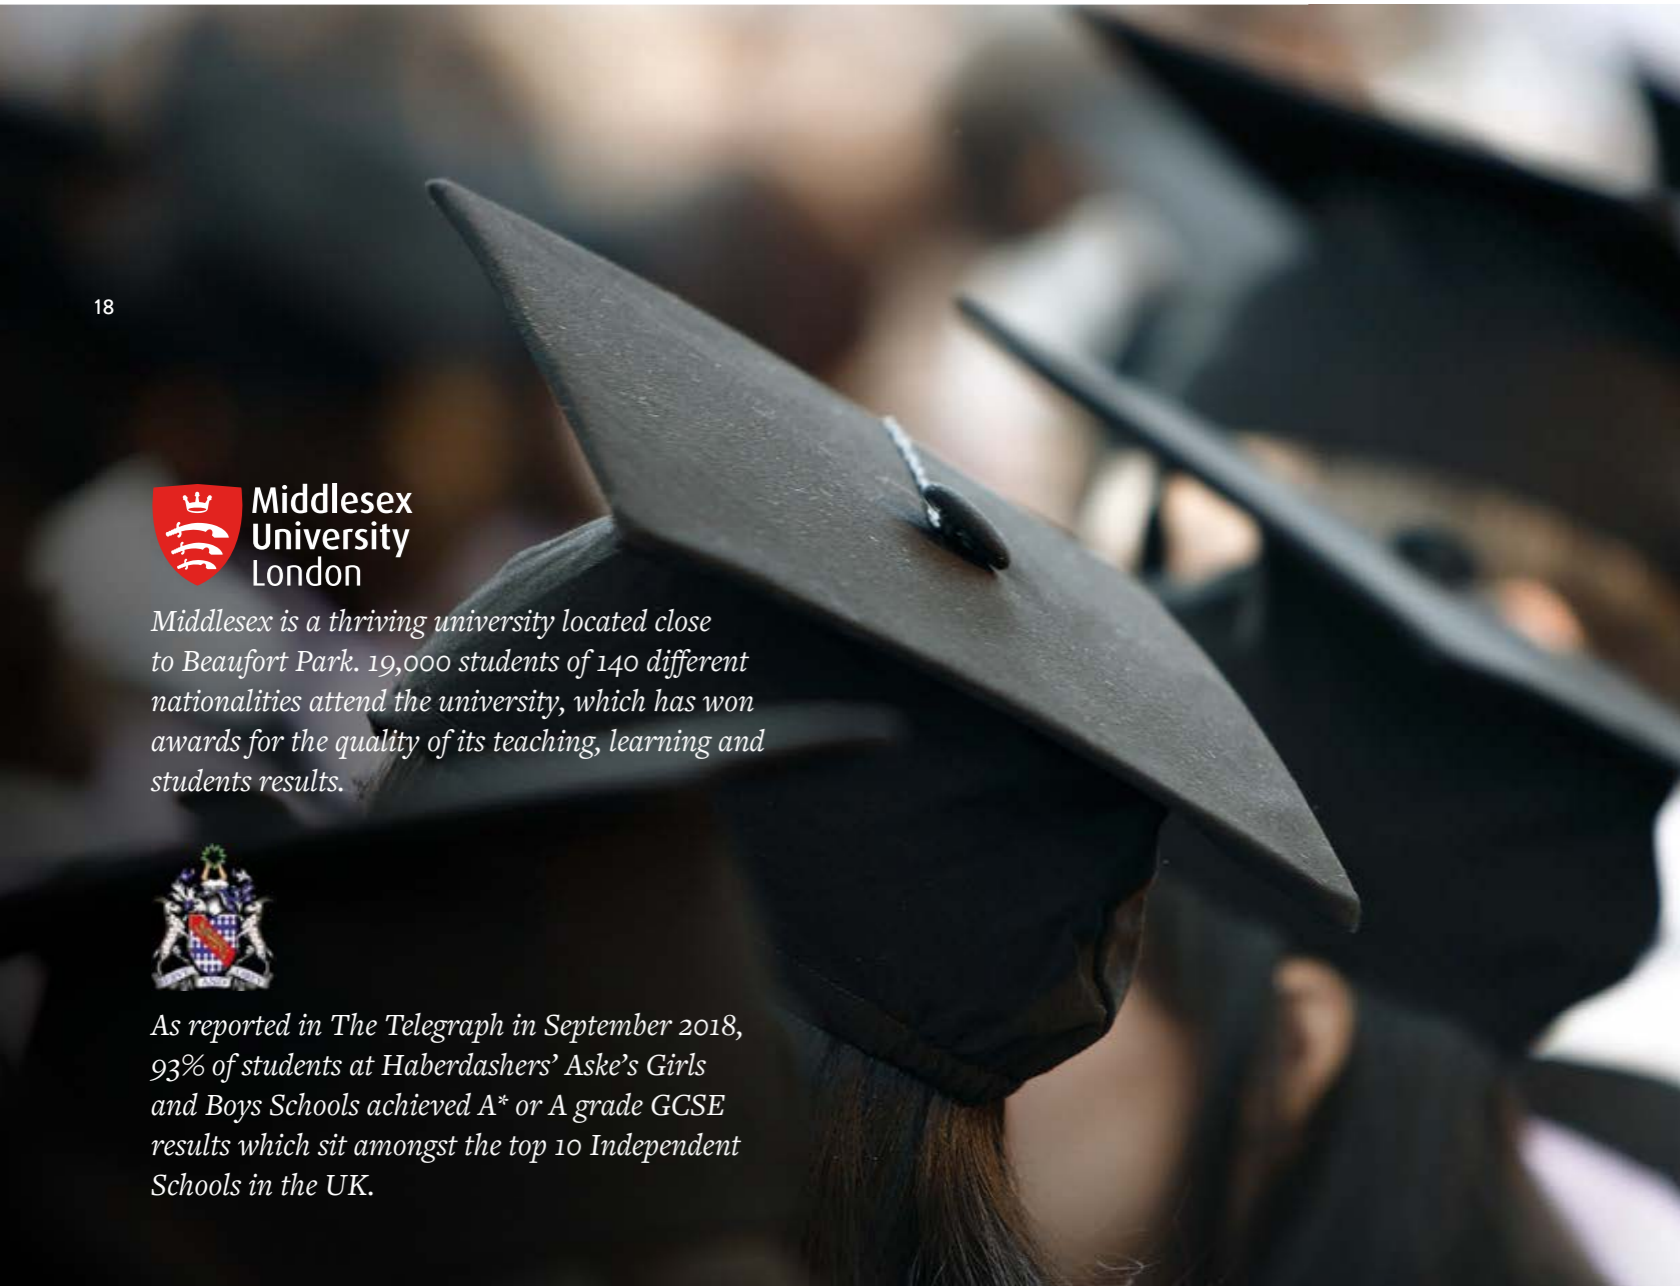 18
Middlesex
University
London
Middlesex is a thriving university located close
to Beaufort Park. 19,000 students of 140 different
nationalities attend the university, which has won
awards for the quality of its teaching, learning and
students results.
AND
As reported in The Telegraph in September 2018,
93% of students at Haberdashers’ Aske’s Girls
and Boys Schools achieved A* or A grade GCSE
results which sit amongst the top 10 Independent
Schools in the UK.